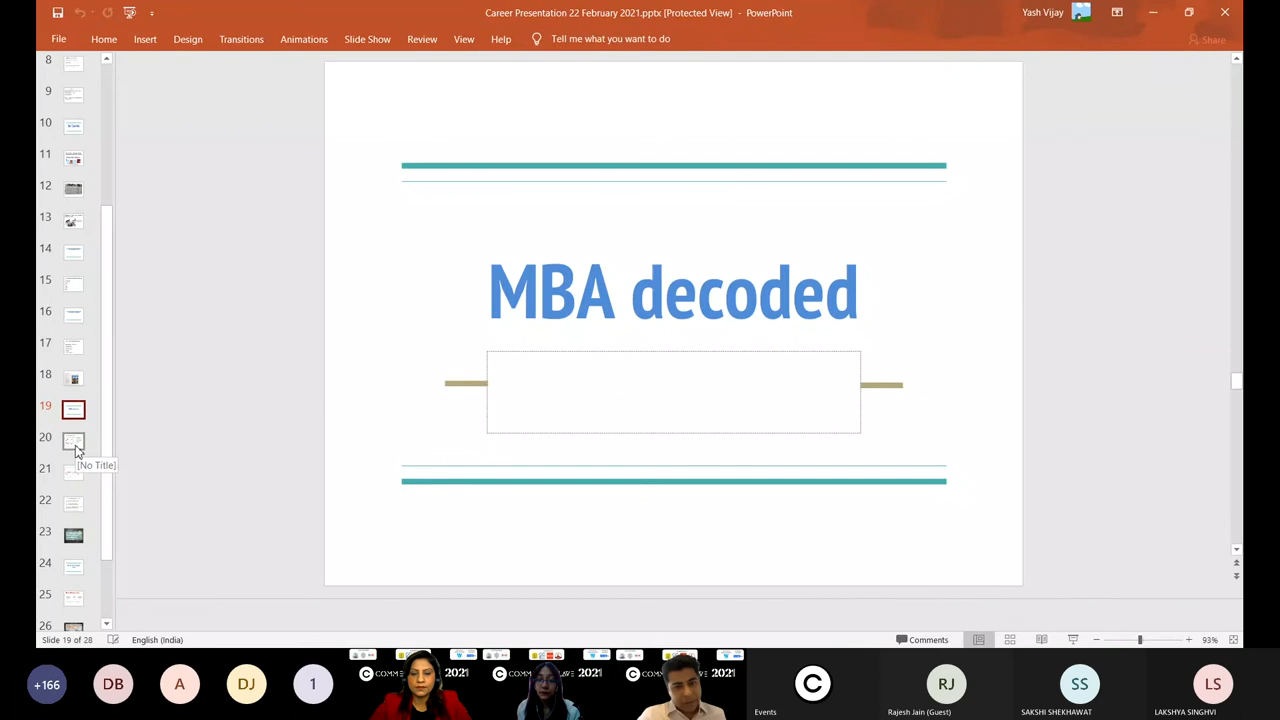 Career Presentation 22 February 2021.pptx [Protected View] - PowerPoint
Yash Vijay
File Home Insert Design Transitions Animations Slide Show Review View Help Tell me what you want to do
Share
8
9
10
11
12
13
14
15
16
17
18
19
20
[No Title]
21
22
23
24
25
26
MBA decoded
Slide 19 of 28 English (India) Comments 93%
+166 DB A DJ 1 2021 2021 2021 C RJ SS LS
Events Rajesh Jain (Guest) SAKSHI SHEKHAWAT LAKSHYA SINGHVI